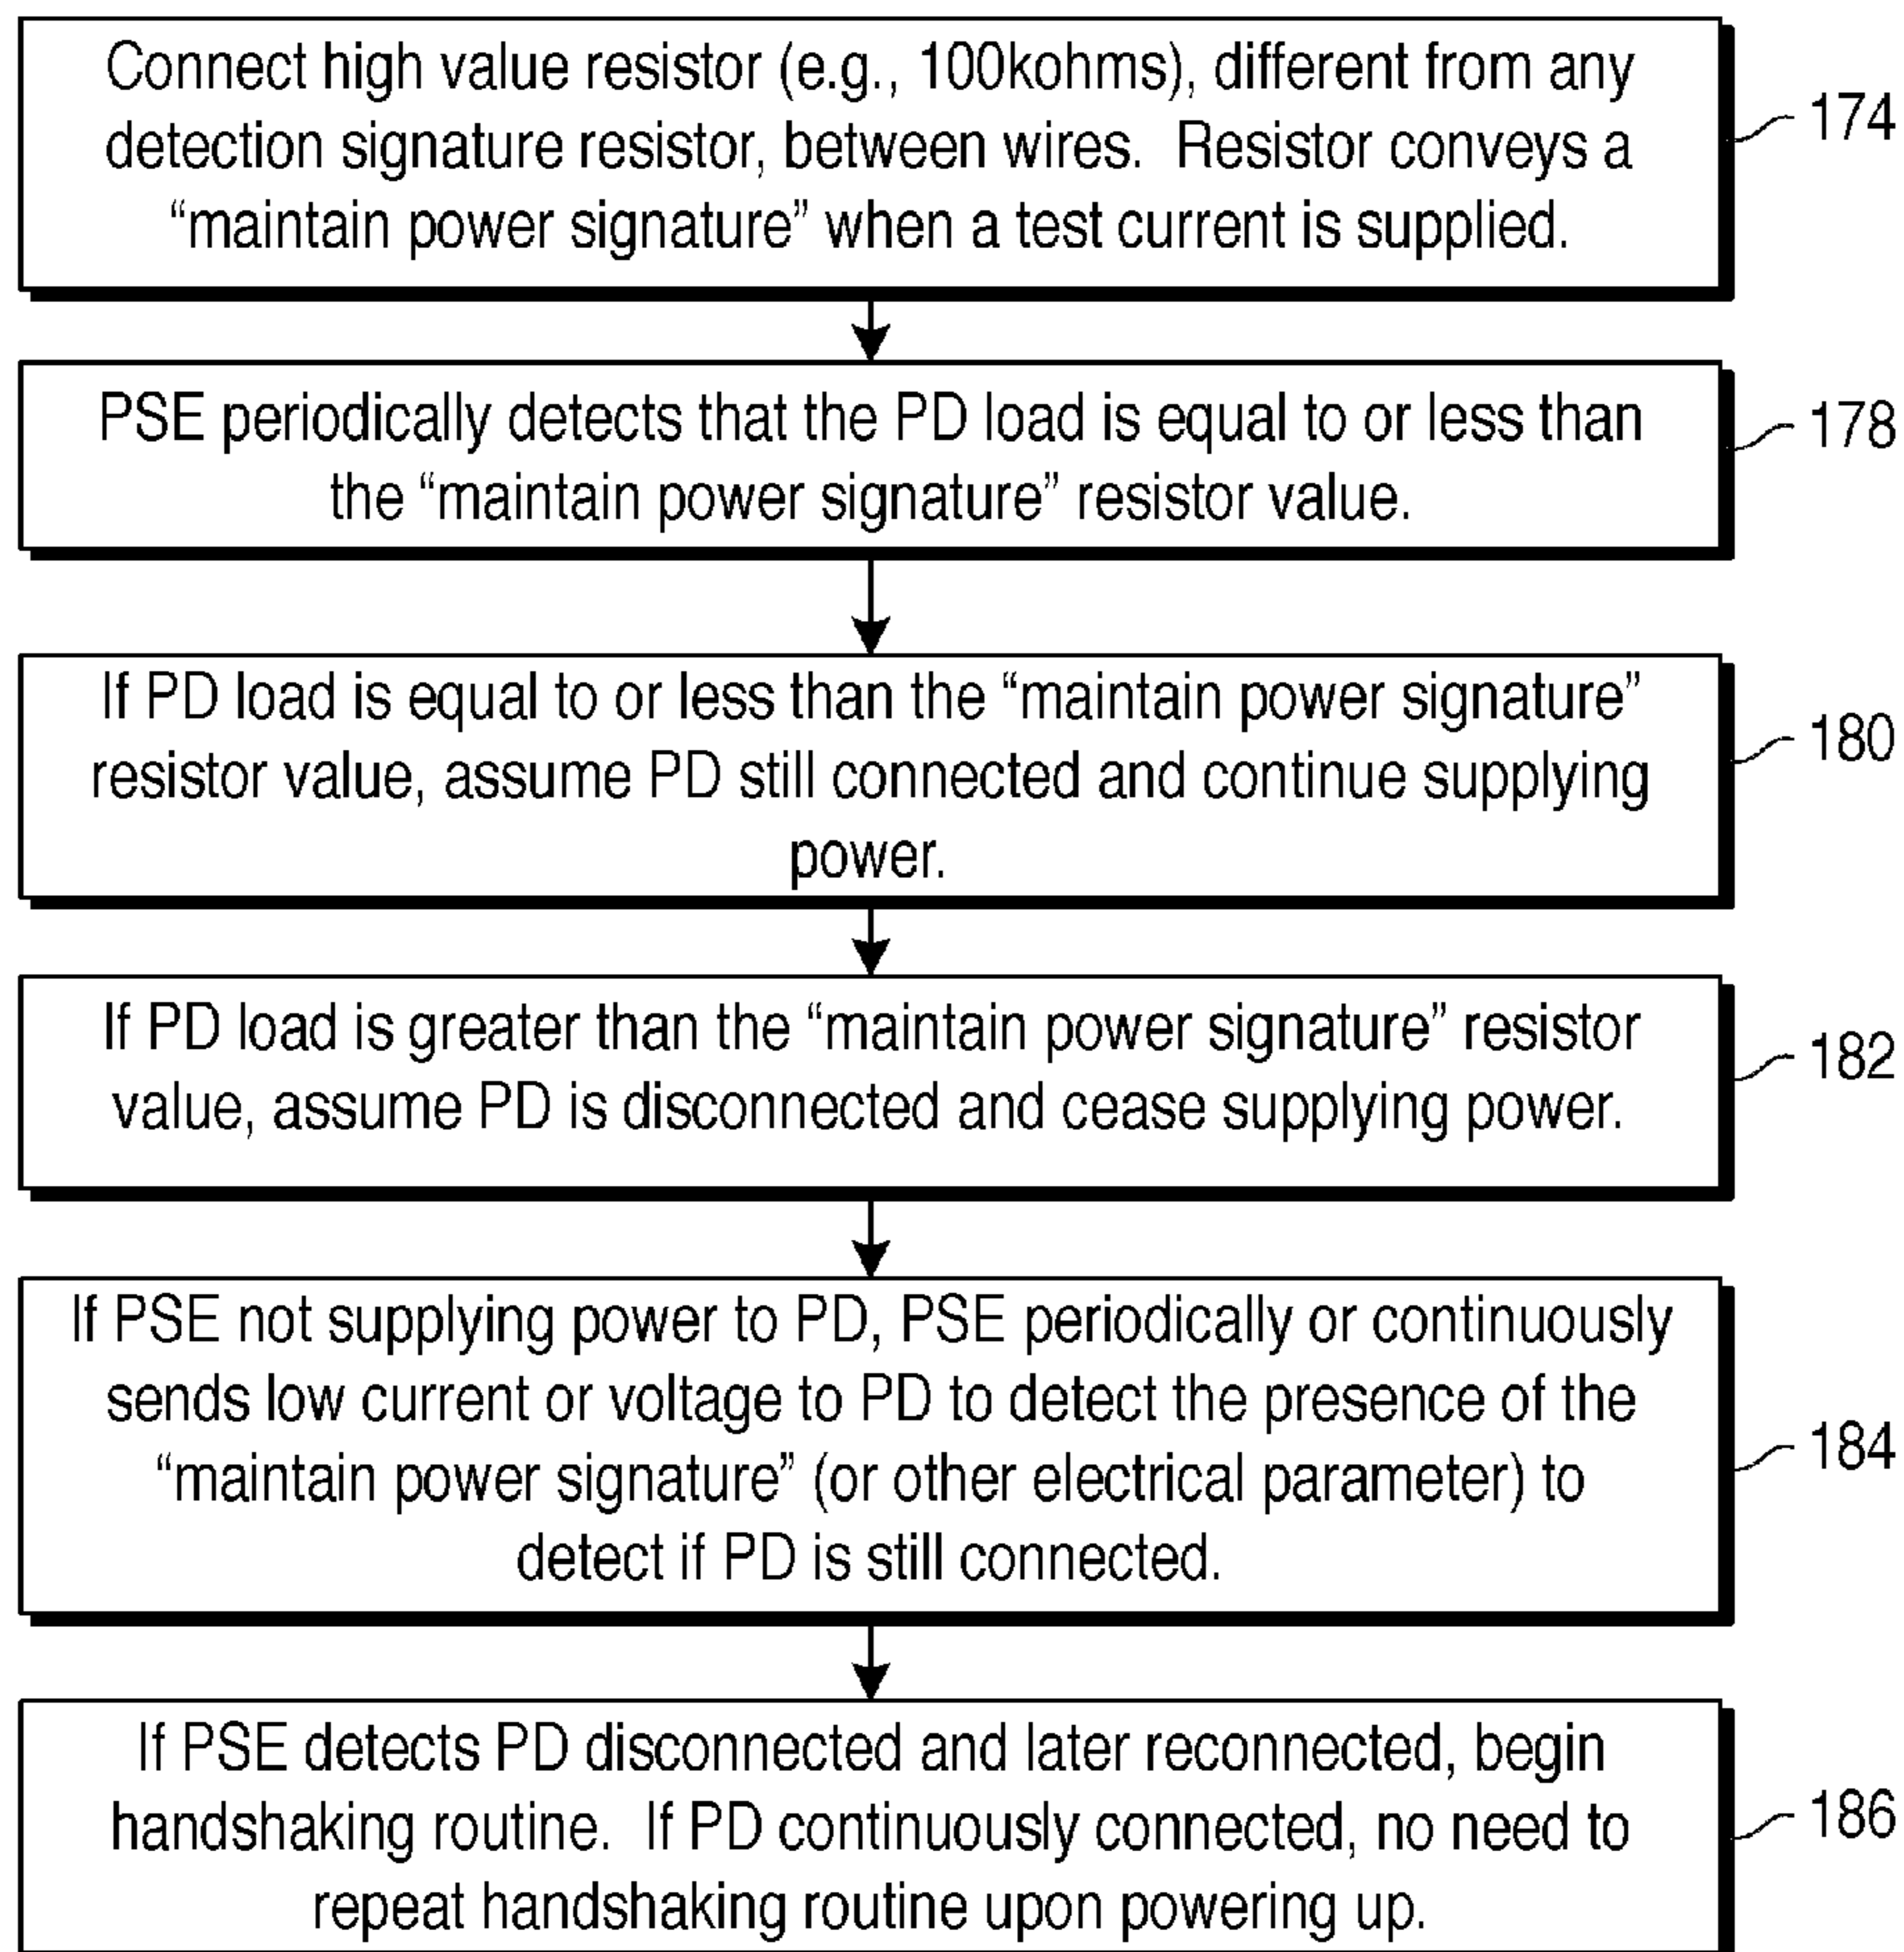 Connect high value resistor (e.g., 100kohms), different from any
detection signature resistor, between wires. Resistor conveys a
“maintain power signature” when a test current is supplied.
174
PSE periodically detects that the PD load is equal to or less than
the “maintain power signature” resistor value.
178
If PD load is equal to or less than the “maintain power signature”
resistor value, assume PD still connected and continue supplying
power.
180
If PD load is greater than the “maintain power signature” resistor
value, assume PD is disconnected and cease supplying power.
182
If PSE not supplying power to PD, PSE periodically or continuously
sends low current or voltage to PD to detect the presence of the
“maintain power signature” (or other electrical parameter) to
detect if PD is still connected.
184
If PSE detects PD disconnected and later reconnected, begin
handshaking routine. If PD continuously connected, no need to
repeat handshaking routine upon powering up.
186